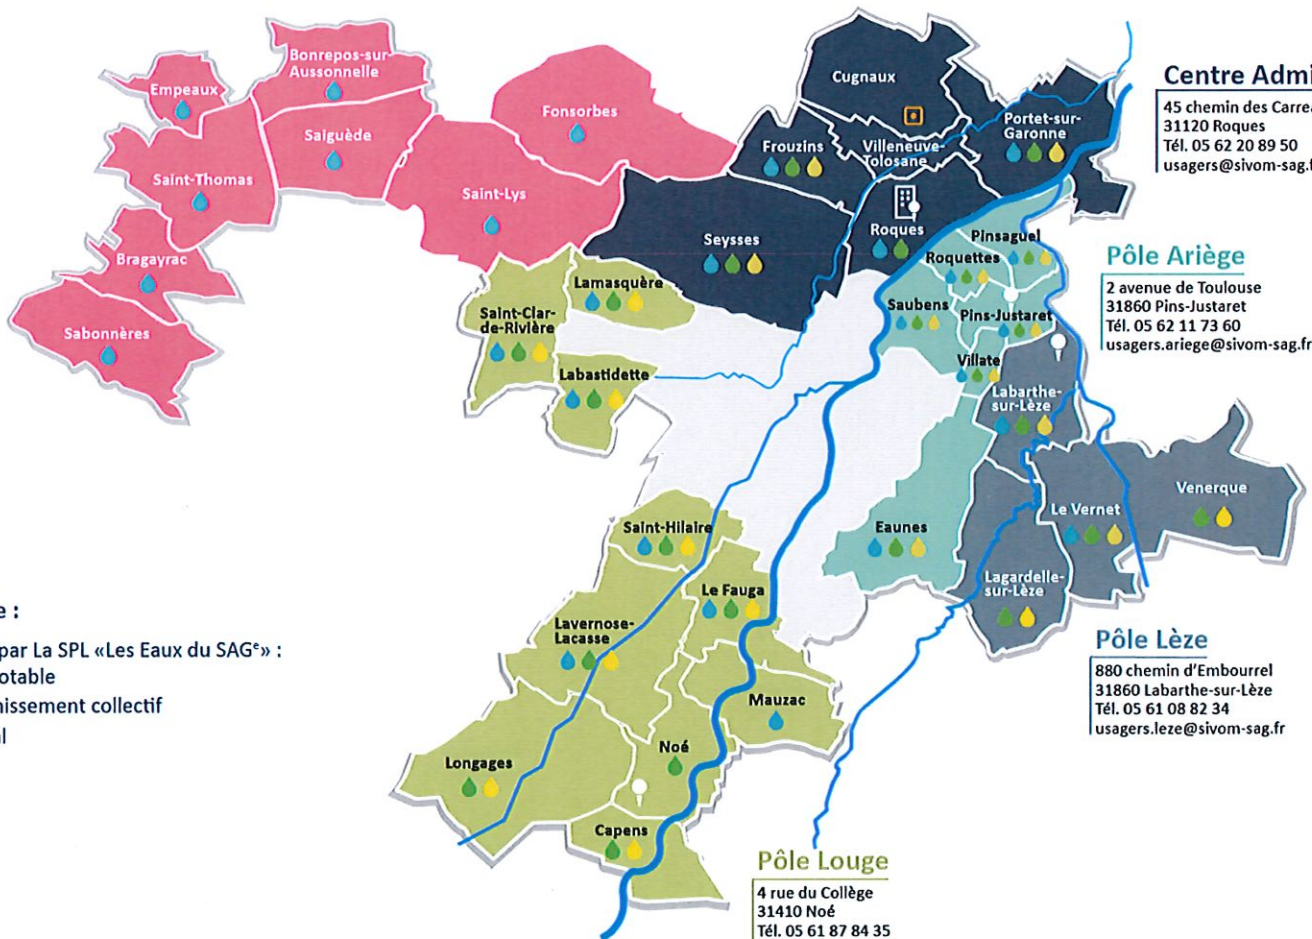 Bonrepos-sur-
Aussonnelle
Empeaux
Fonsorbes
Saiguède
Saint-Thomas
Saint-Lys
Bragayrac
Sabonnères
Cugnaux
Portet-sur-
Garonne
Frouzins
Villeneuve-
Tolosane
Seysses
Roques
Pinsaguel
Roquettes
Saubens
Pins-Justaret
Villate
Labarthe-
sur-Lèze
Lamasquère
Saint-Clar-
de-Rivière
Labastidette
Le Vernet
Venerque
Eaunes
Lagardelle-
sur-Lèze
Saint-Hilaire
Le Fauga
Lavernose-
Lacasse
Mauzac
Noé
Longages
Capens
Centre Admi
45 chemin des Carrea
31120 Roques
Tél. 05 62 20 89 50
usagers@sivom-sag.f
Pôle Ariège
2 avenue de Toulouse
31860 Pins-Justaret
Tél. 05 62 11 73 60
usagers.ariege@sivom-sag.fr
Pôle Lèze
880 chemin d'Embourrel
31860 Labarthe-sur-Lèze
Tél. 05 61 08 82 34
usagers.leze@sivom-sag.fr
Pôle Louge
4 rue du Collège
31410 Noé
Tél. 05 61 87 84 35
e :
par La SPL «Les Eaux du SAGᵉ» :
otable
nissement collectif
l